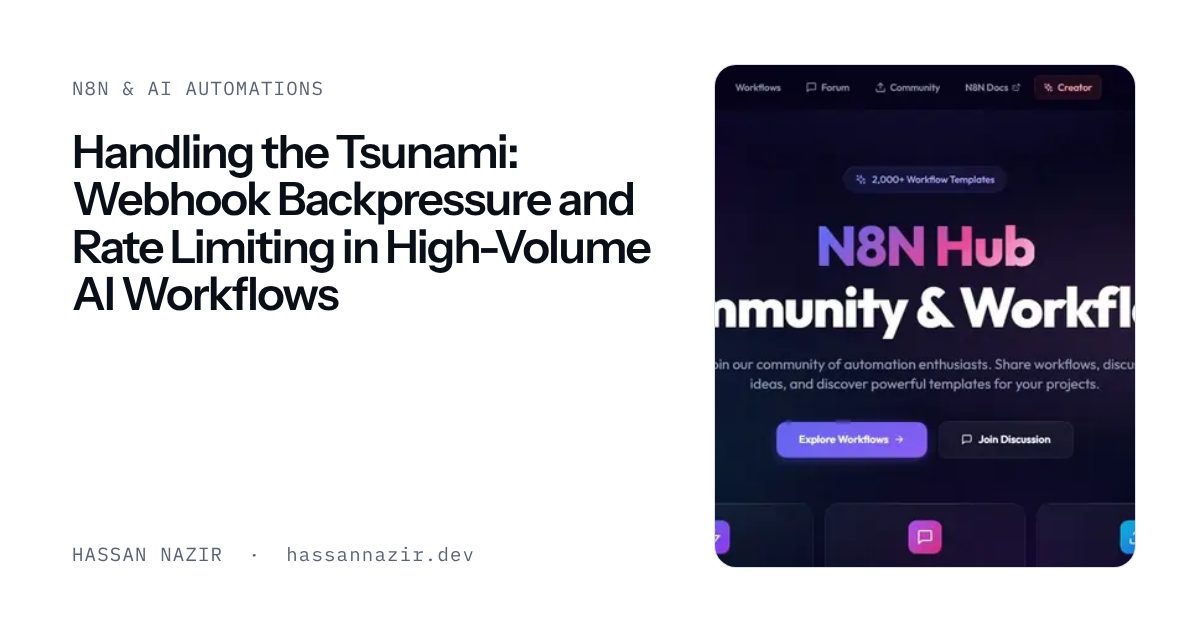 N8N & AI AUTOMATIONS
Handling the Tsunami:
Webhook Backpressure and
Rate Limiting in High-Volume
AI Workflows
HASSAN NAZIR · hassannazir.dev
Workflows Forum Community N8N Docs Creator
2,000+ Workflow Templates
N8N Hub
mmunity & Workfl
oin our community of automation enthusiasts. Share workflows, discu
ideas, and discover powerful templates for your projects.
Explore Workflows → Join Discussion